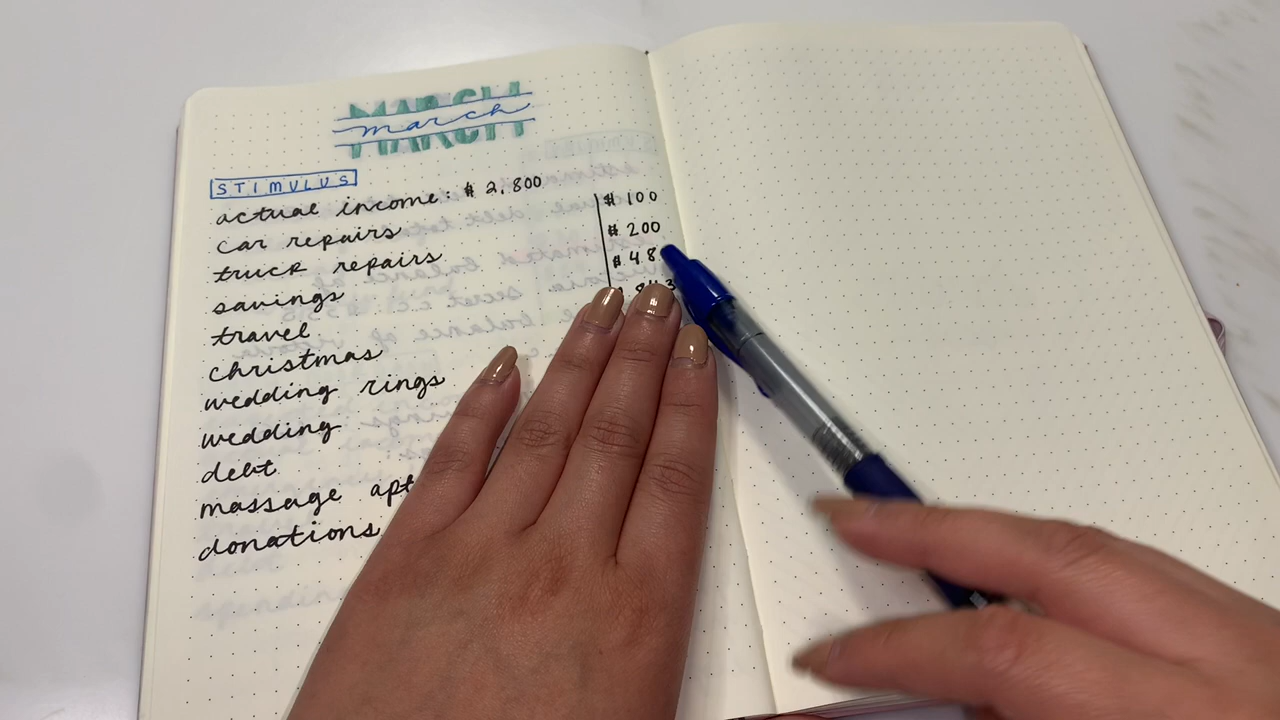 MARCH
march
STIMULUS
actual income: $ 2,800
car repairs $ 100
truck repairs $ 200
savings
travel
christmas
wedding rings
wedding
debt
massage apt
donations